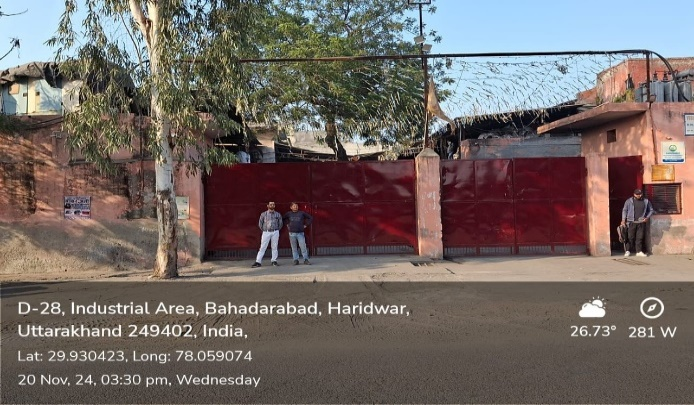 D-28, Industrial Area, Bahadarabad, Haridwar,
Uttarakhand 249402, India,
Lat: 29.930423, Long: 78.059074
20 Nov, 24, 03:30 pm, Wednesday
26.73°
281 W